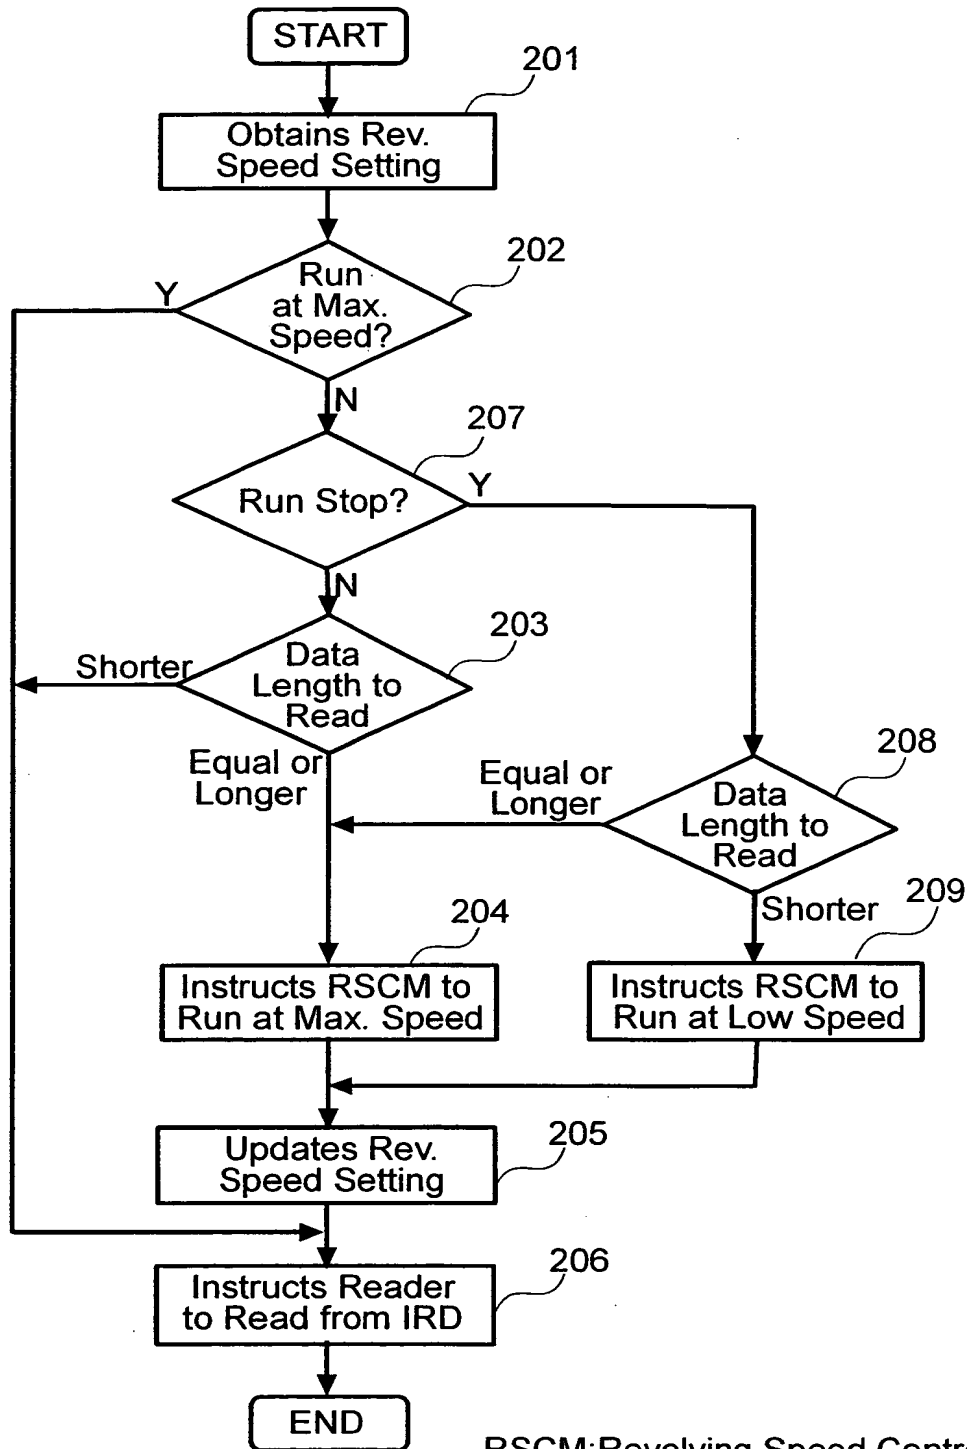 START
201
Obtains Rev.
Speed Setting
202
Run
at Max.
Speed?
Y
N
207
Run Stop?
Y
N
203
Data
Length to
Read
Shorter
Equal or
Longer
208
Data
Length to
Read
Equal or
Longer
Shorter
204
Instructs RSCM to
Run at Max. Speed
209
Instructs RSCM to
Run at Low Speed
205
Updates Rev.
Speed Setting
206
Instructs Reader
to Read from IRD
END
RSCM:Revolving Speed